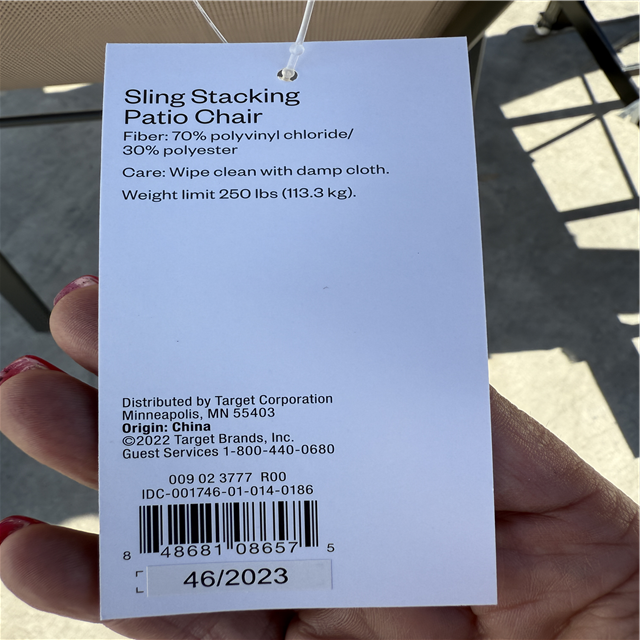 Sling Stacking
Patio Chair
Fiber: 70% polyvinyl chloride/
30% polyester
Care: Wipe clean with damp cloth.
Weight limit 250 lbs (113.3 kg).
Distributed by Target Corporation
Minneapolis, MN 55403
Origin: China
©2022 Target Brands, Inc.
Guest Services 1-800-440-0680
009 02 3777 R00
IDC-001746-01-014-0186
8 48681 08657 5
46/2023